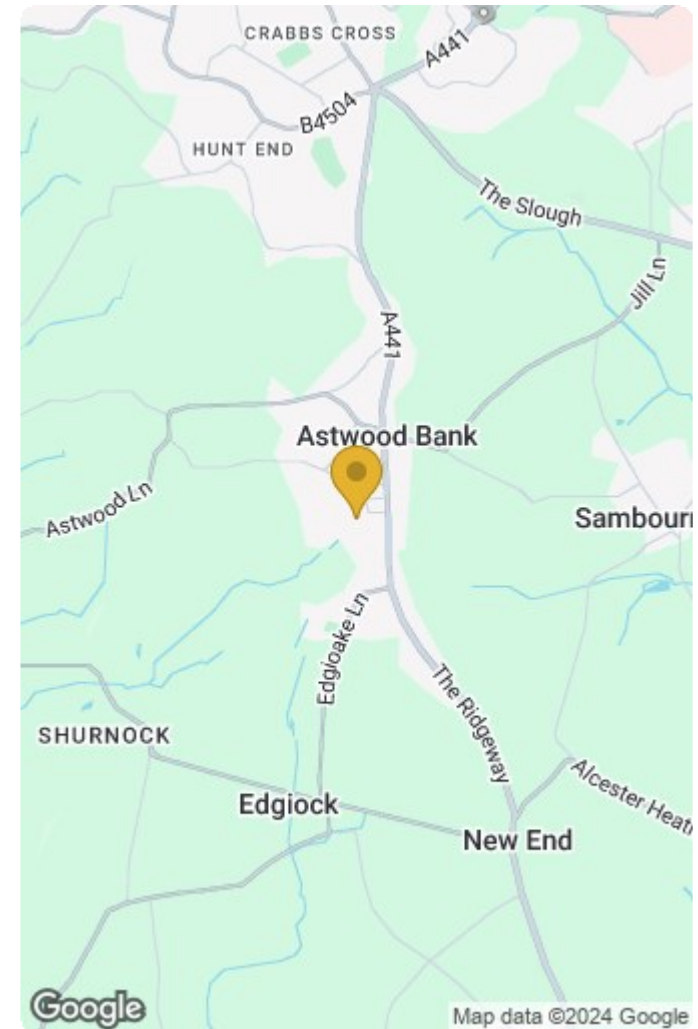 CRABBS CROSS
A441
B4504
HUNT END
The Slough
Jill Ln
A441
Astwood Bank
Astwood Ln
Sambourn
Edgioake Ln
The Ridgeway
SHURNOCK
Edgiock
Alcester Heath
New End
Google
Map data ©2024 Google